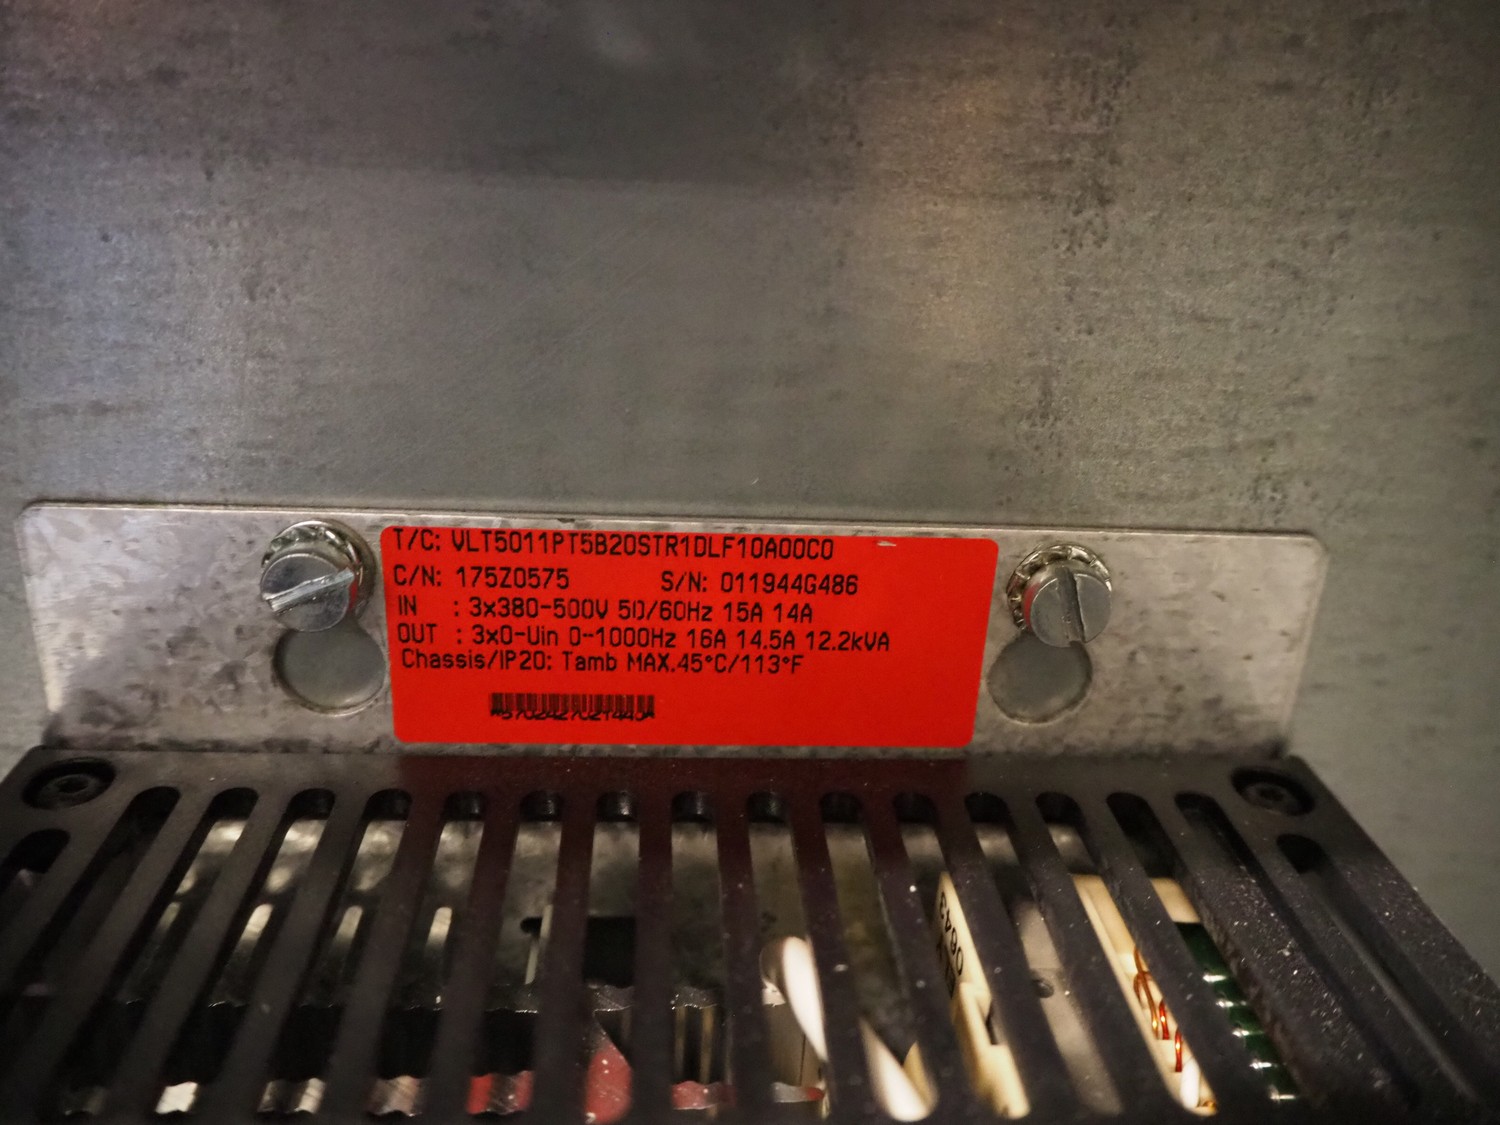 T/C: VLT5011PT5B20STR1DLF10A00C0
C/N: 175Z0575 S/N: 011944G486
IN : 3x380-500V 50/60Hz 15A 14A
OUT : 3x0-Uin 0-1000Hz 16A 14.5A 12.2kVA
Chassis/IP20: Tamb MAX.45°C/113°F
0643